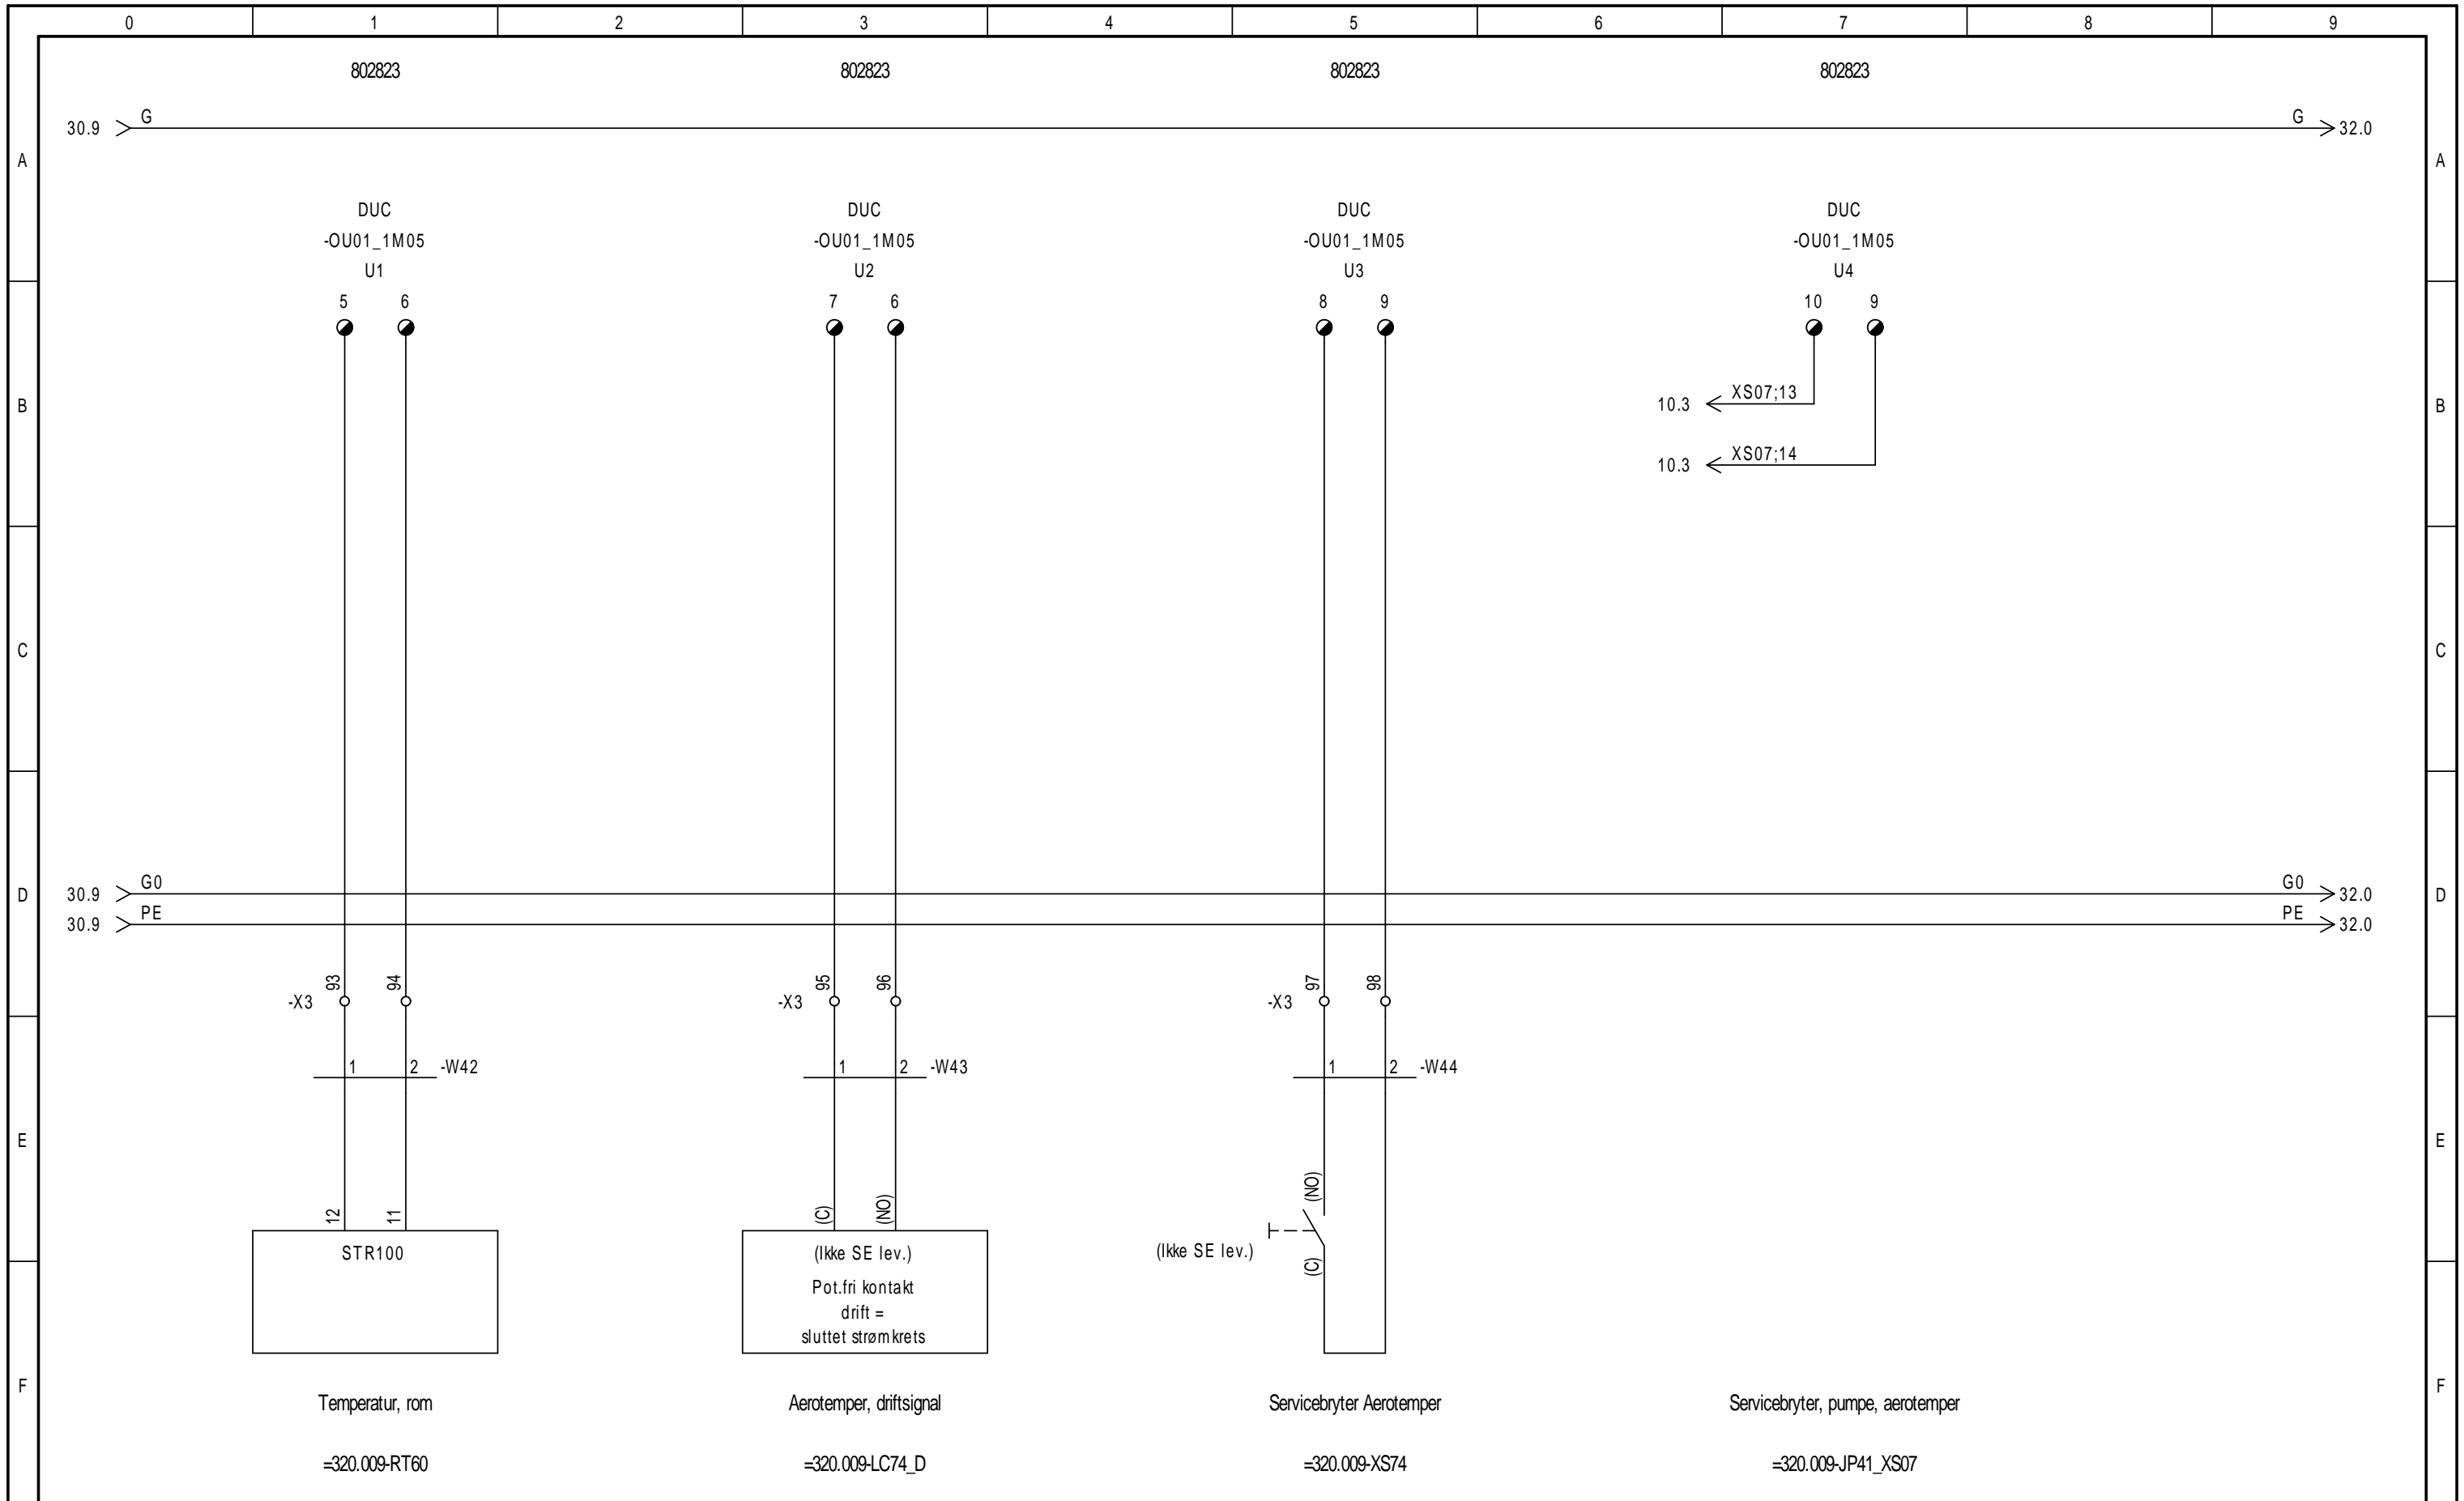 0 1 2 3 4 5 6 7 8 9
802823 802823 802823 802823
30.9 G G 32.0
A A
DUC DUC DUC DUC
-OU01_1M05 -OU01_1M05 -OU01_1M05 -OU01_1M05
U1 U2 U3 U4
5 6 7 6 8 9 10 9
10.3 XS07;13
B B
10.3 XS07;14
C C
30.9 G0 G0 32.0
D D
30.9 PE PE 32.0
-X3 93 94 -X3 95 96 -X3 97 98
1 2 -W42 1 2 -W43 1 2 -W44
E E
12 11 (C) (NO) (NO)
STR100 (Ikke SE lev.) (Ikke SE lev.) (C)
Pot.fri kontakt
drift =
sluttet strømkrets
F F
Temperatur, rom Aerotemper, driftsignal Servicebryter Aerotemper Servicebryter, pumpe, aerotemper
=320.009-RT60 =320.009-LC74_D =320.009-XS74 =320.009-JP41_XS07